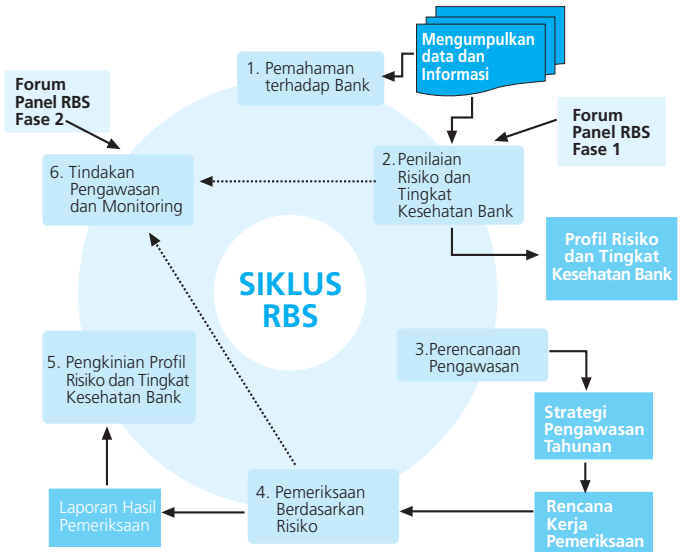 Mengumpulkan
data dan
Informasi
1. Pemahaman
terhadap Bank
Forum
Panel RBS
Fase 2
Forum
Panel RBS
Fase 1
2.Penilaian
Risiko dan
Tingkat
Kesehatan Bank
6. Tindakan
Pengawasan
dan Monitoring
Profil Risiko
dan Tingkat
Kesehatan Bank
SIKLUS
RBS
3.Perencanaan
Pengawasan
5. Pengkinian Profil
Risiko dan Tingkat
Kesehatan Bank
Strategi
Pengawasan
Tahunan
4. Pemeriksaan
Berdasarkan
Risiko
Laporan Hasil
Pemeriksaan
Rencana
Kerja
Pemeriksaan